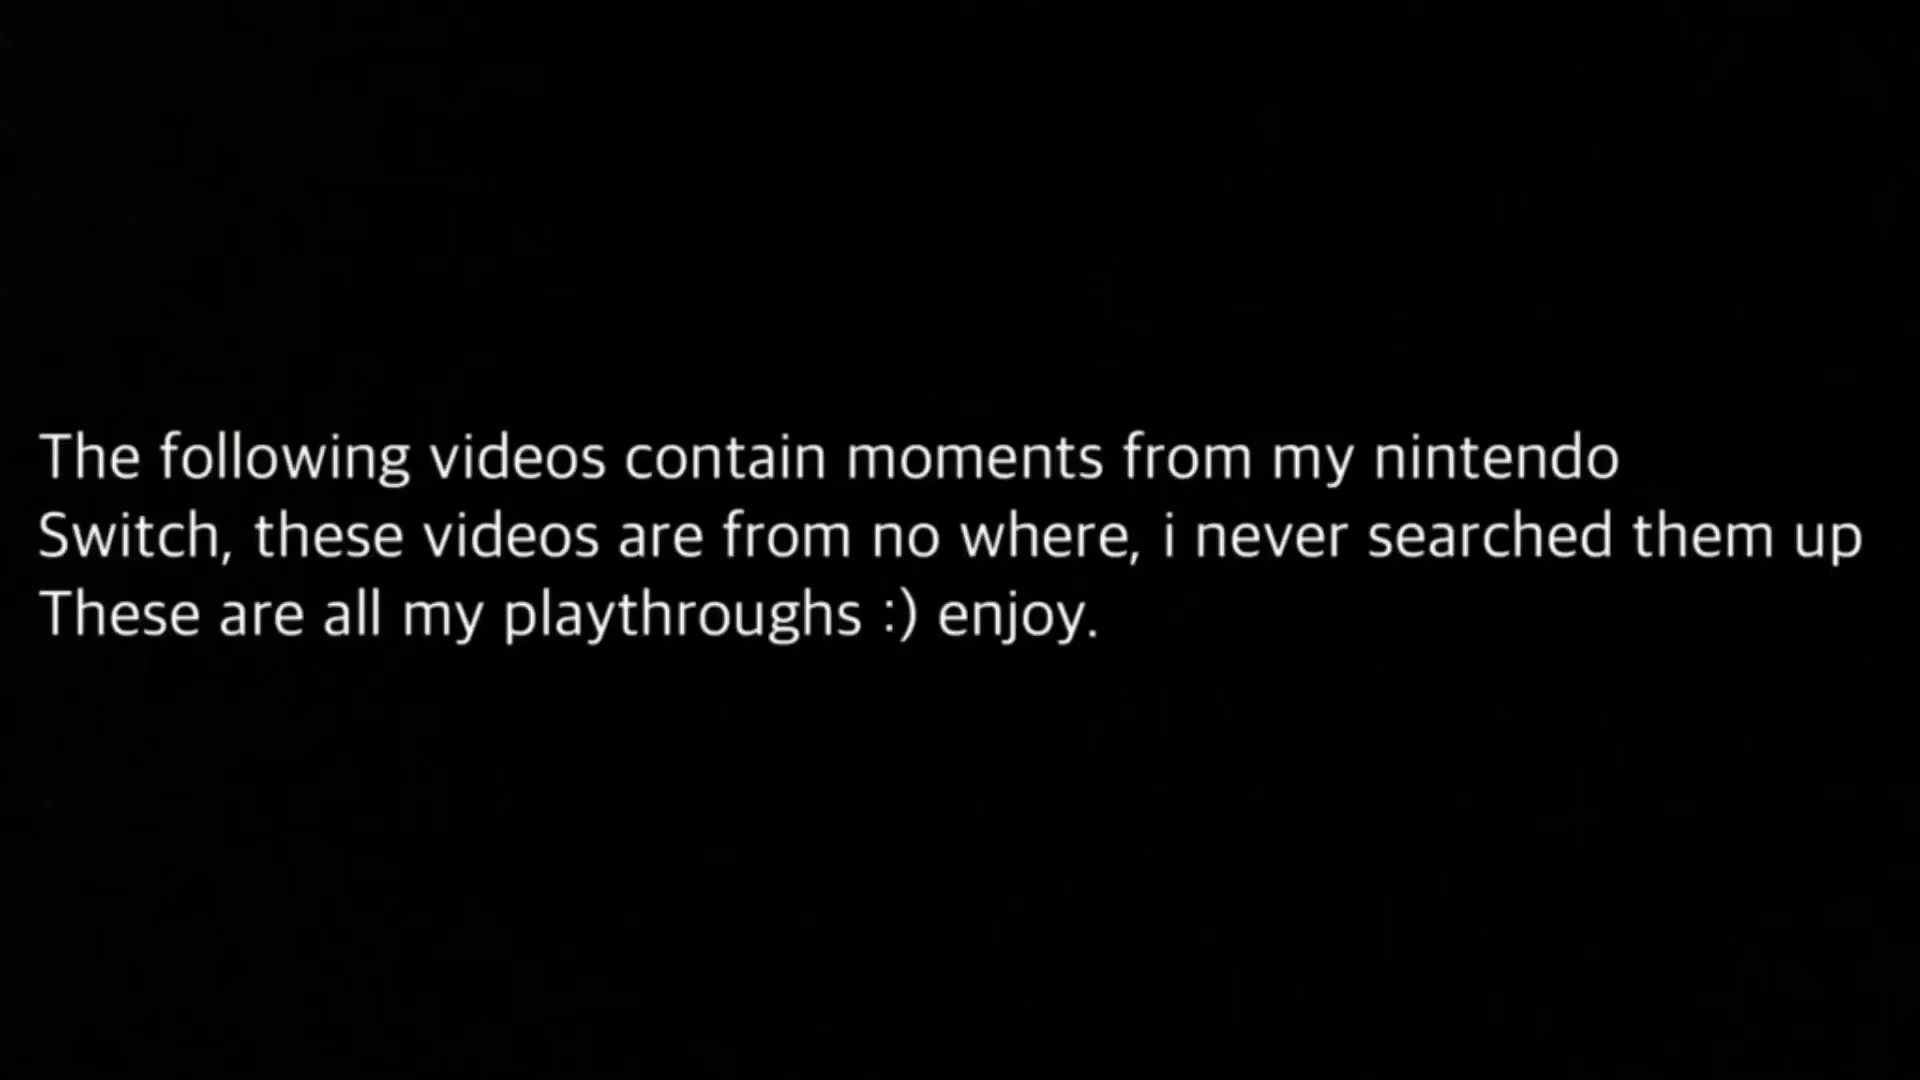 The following videos contain moments from my nintendo
Switch, these videos are from no where, i never searched them up
These are all my playthroughs :) enjoy.